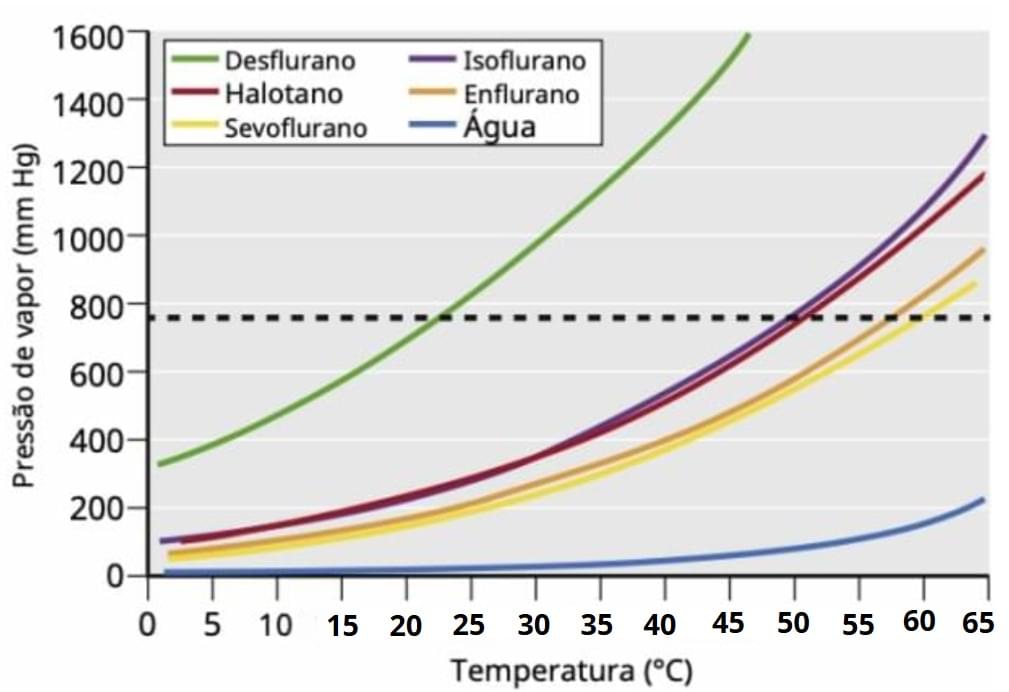 Pressão de vapor (mm Hg)
1600
1400
1200
1000
800
600
400
200
0
Desflurano
Isoflurano
Halotano
Enflurano
Sevoflurano
Água
0 5 10 15 20 25 30 35 40 45 50 55 60 65
Temperatura (°C)